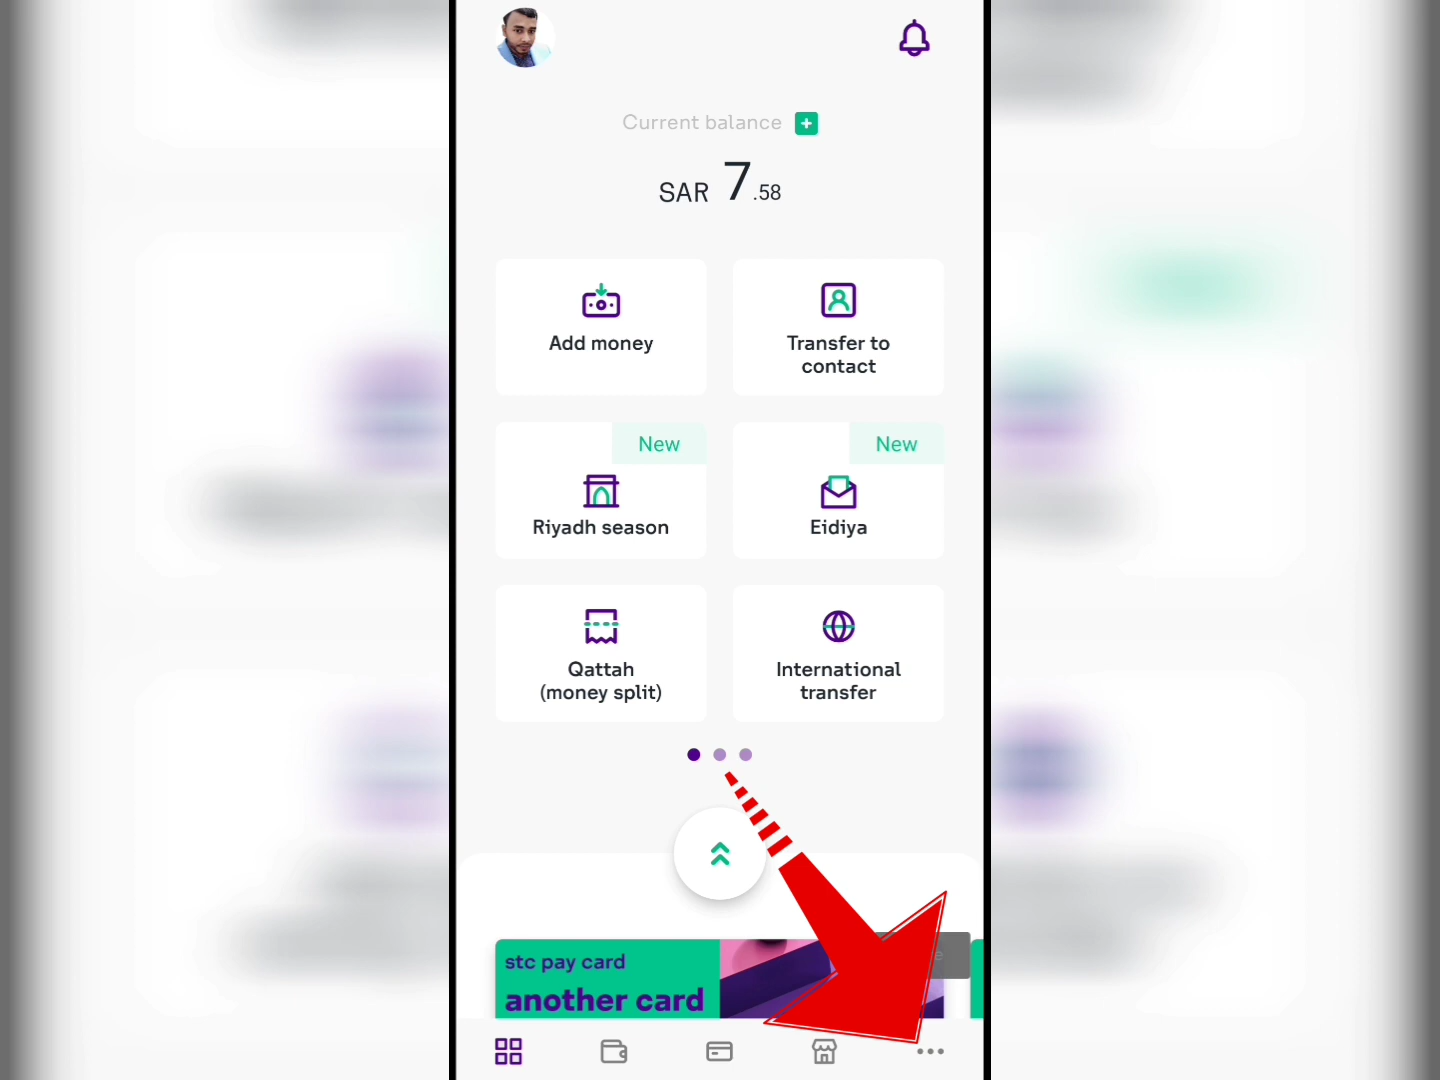 Current balance
SAR 7.58
Add money
Transfer to
contact
New
New
Riyadh season
Eidiya
Qattah
(money split)
International
transfer
stc pay card
another card